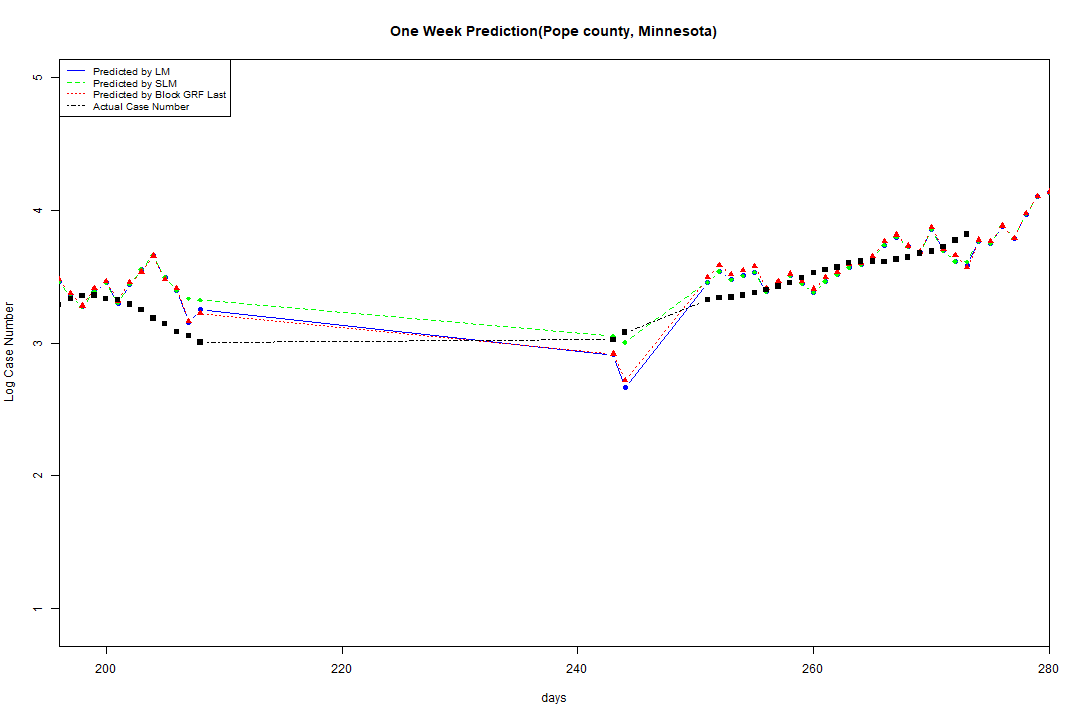 One Week Prediction(Pope county, Minnesota)
Predicted by LM
Predicted by SLM
Predicted by Block GRF Last
Actual Case Number
5
4
3
2
1
Log Case Number
200 220 240 260 280
days